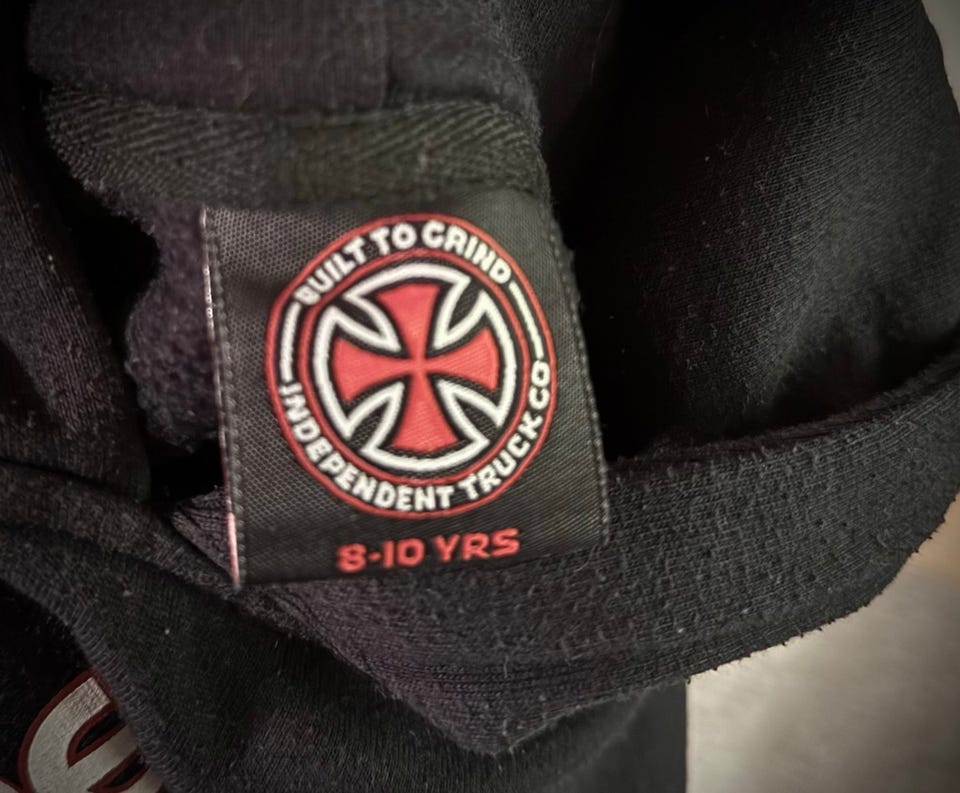 BUILT TO GRIND
INDEPENDENT TRUCK CO
8-10 YRS